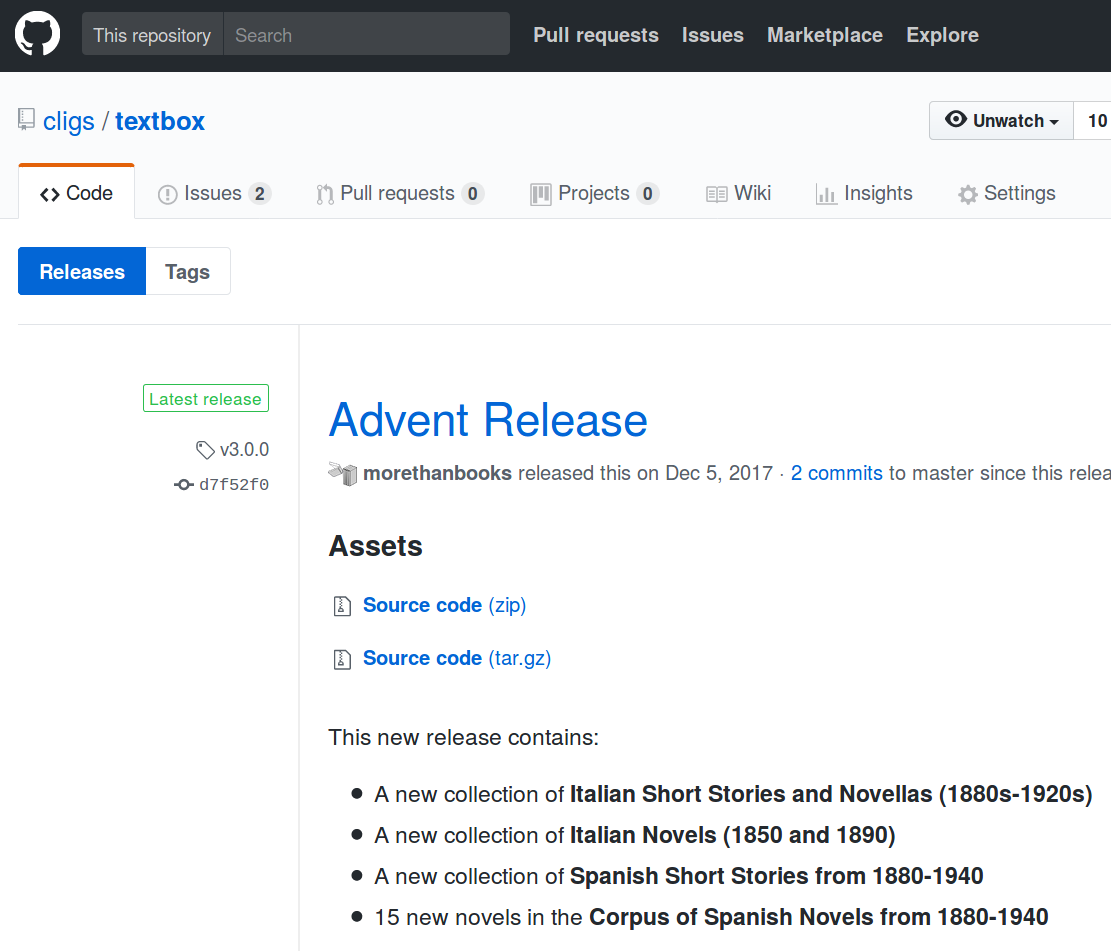 This repository Search Pull requests Issues Marketplace Explore
cligs / textbox Unwatch 10
Code Issues 2 Pull requests 0 Projects 0 Wiki Insights Settings
Releases Tags
Latest release
v3.0.0
d7f52f0
Advent Release
morethanbooks released this on Dec 5, 2017 · 2 commits to master since this relea
Assets
Source code (zip)
Source code (tar.gz)
This new release contains:
A new collection of Italian Short Stories and Novellas (1880s-1920s)
A new collection of Italian Novels (1850 and 1890)
A new collection of Spanish Short Stories from 1880-1940
15 new novels in the Corpus of Spanish Novels from 1880-1940